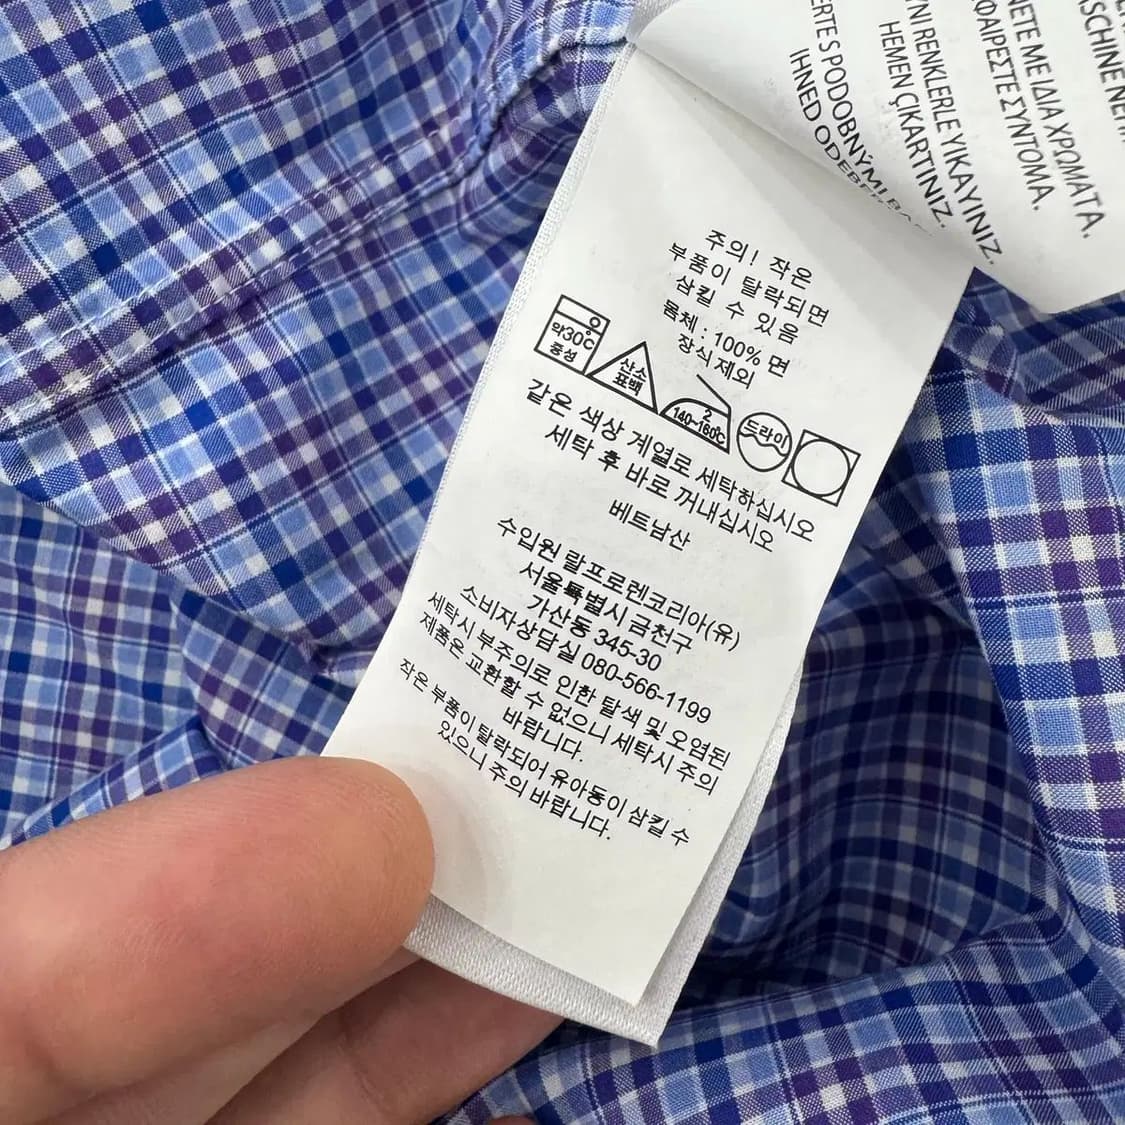 SCHINE
NETE ME ΙΔΙΑ ΧΡΩΜΑΤΑ.
ΦΑΙΡΕΣΤΕ ΣΥΝΤΟΜΑ.
RENKLERLE YIKAYINIZ.
HEMEN ÇIKARTINIZ.
S PODOBNÝMI
IHNED
주의! 작은
부품이 탈락되면
삼킬 수 있음
몸체 : 100% 면
장식제외
약30℃
중성
산소
표백
2
140~160℃
드라이
같은 색상 계열로 세탁하십시오
세탁 후 바로 꺼내십시오
베트남산
수입원 랄프로렌코리아(유)
서울특별시 금천구
가산동 345-30
소비자상담실 080-566-1199
세탁시 부주의로 인한 탈색 및 오염된
제품은 교환할 수 없으니 세탁시 주의
바랍니다.
작은 부품이 탈락되어 유아동이 삼킬 수
있으니 주의 바랍니다.